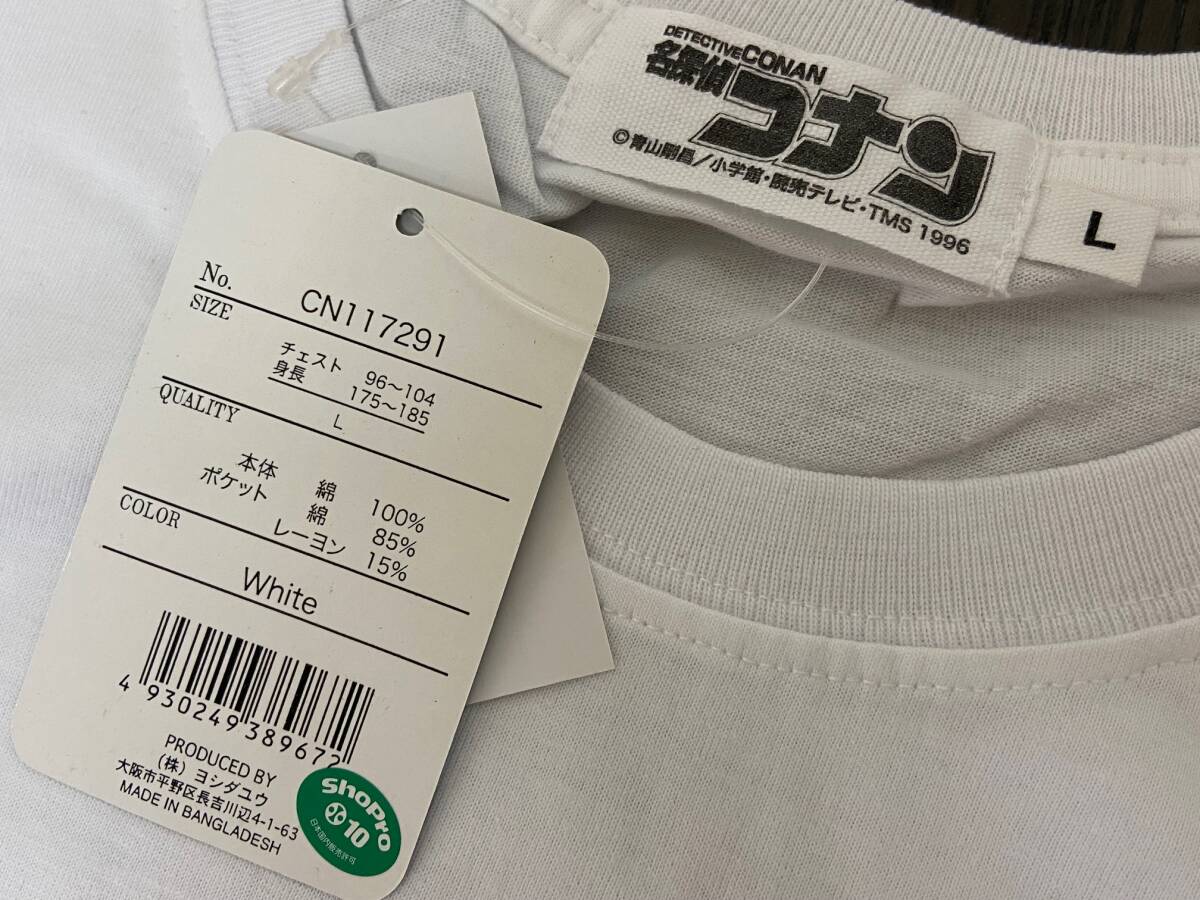 DETECTIVE CONAN
名探偵
コナン
©青山剛昌/小学館・読売テレビ・TMS 1996
L
No. CN117291
SIZE
チェスト 96~104
身長 175~185
L
QUALITY
本体 綿 100%
ポケット 綿 85%
レーヨン 15%
COLOR
White
4 930249 389672
PRODUCED BY
(株) ヨシダユウ
大阪市平野区長吉川辺4-1-63
MADE IN BANGLADESH
ShoPro
10
日本国内販売許可